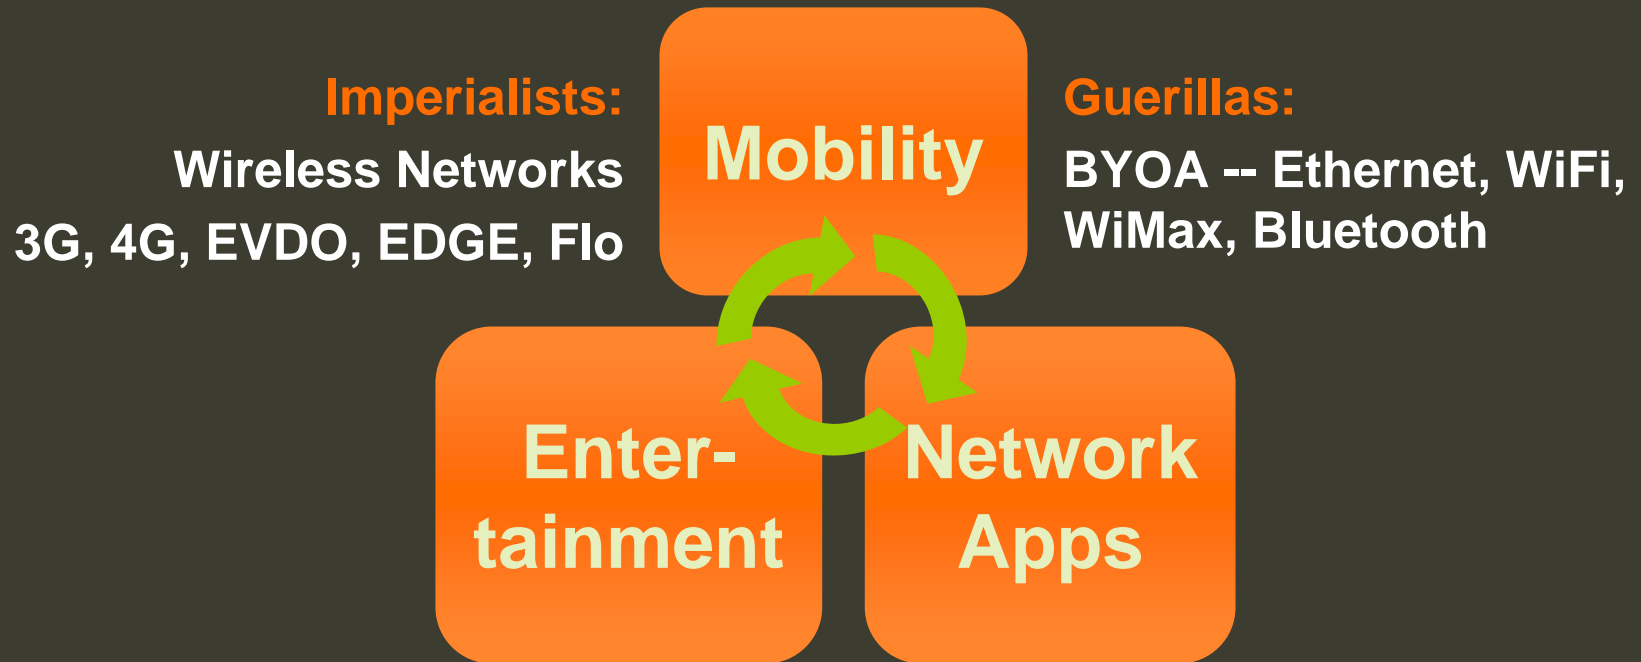 Imperialists:
Wireless Networks
3G, 4G, EVDO, EDGE, Flo
Mobility
Guerillas:
BYOA -- Ethernet, WiFi,
WiMax, Bluetooth
Enter-
tainment
Network
Apps